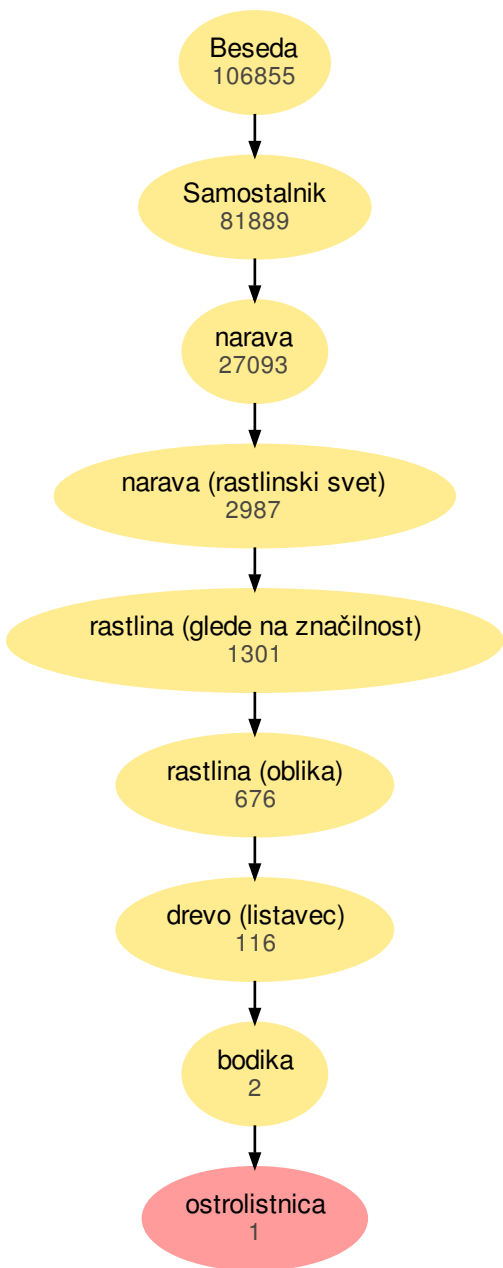 Beseda
106855
Samostalnik
81889
narava
27093
narava (rastlinski svet)
2987
rastlina (glede na značilnost)
1301
rastlina (oblika)
676
drevo (listavec)
116
bodika
2
ostrolistnica
1